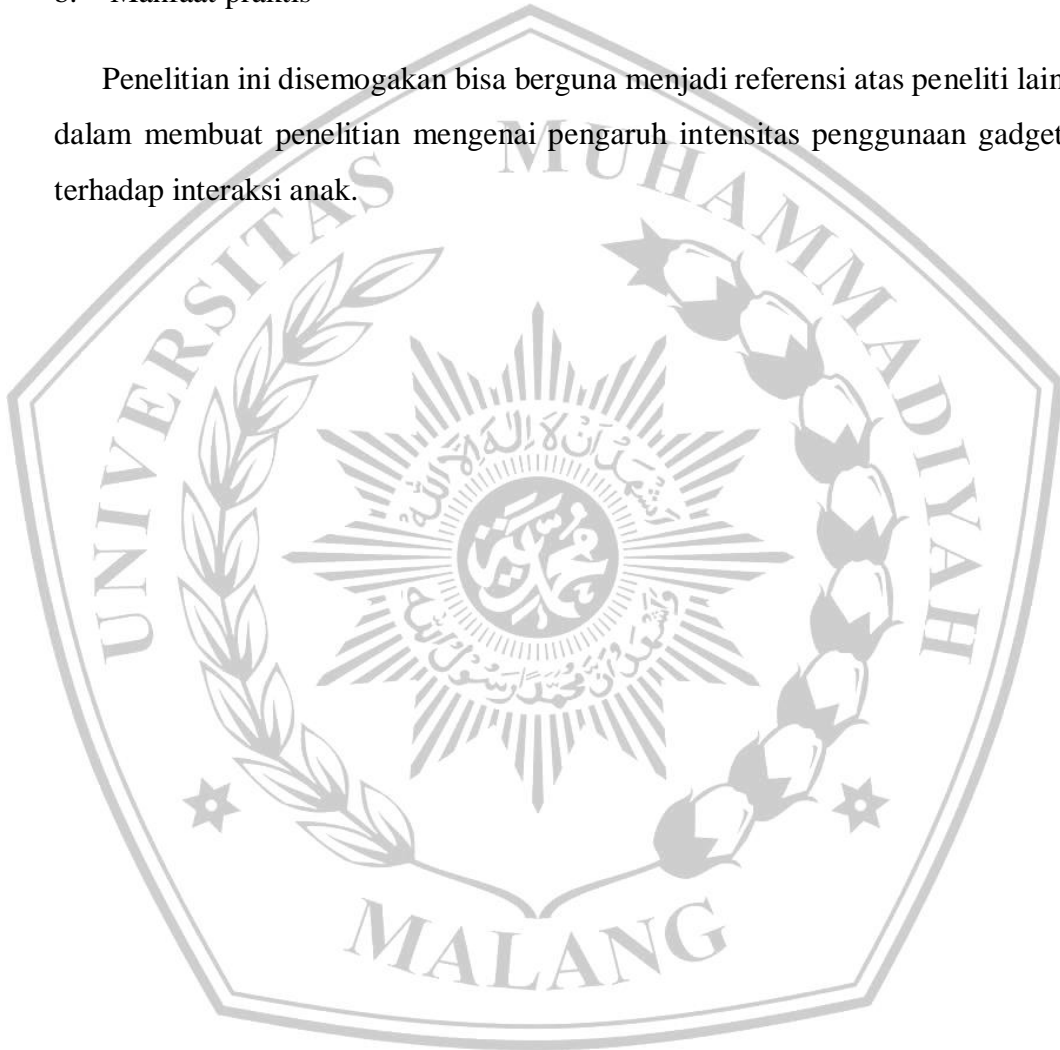 Manfaat praktis
Penelitian ini disemogakan bisa berguna menjadi referensi atas peneliti lain
dalam membuat penelitian mengenai pengaruh intensitas penggunaan gadget
terhadap interaksi anak.
UNIVERSITAS MUHAMMADIYAH
MALANG